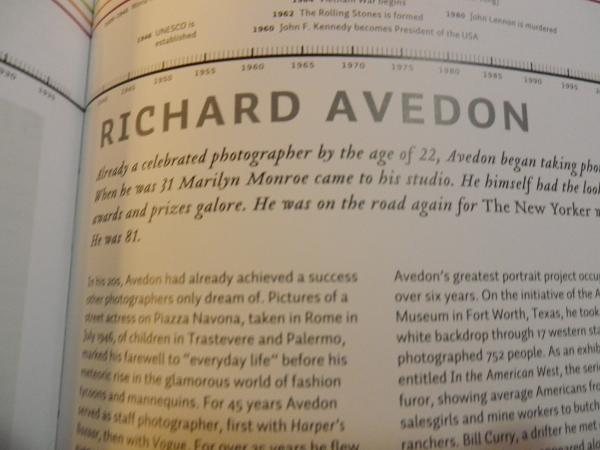 begins
1962 The Rolling Stones is formed
1980 John Lennon is murdered
1946 UNESCO is
established
1960 John F. Kennedy becomes President of the USA
1935
1945 1950 1955 1960 1965 1970 1975 1980 1985 1990 1995
RICHARD AVEDON
Already a celebrated photographer by the age of 22, Avedon began taking
When he was 31 Marilyn Monroe came to his studio. He himself had the
awards and prizes galore. He was on the road again for The New Yorker
He was 81.
In his 20s, Avedon had already achieved a success
other photographers only dream of. Pictures of a
street actress on Piazza Navona, taken in Rome in
July 1946, of children in Trastevere and Palermo,
marked his farewell to "everyday life" before his
meteoric rise in the glamorous world of fashion
tycoons and mannequins. For 45 years Avedon
served as staff photographer, first with Harper's
Bazaar, then with Vogue. For over 25 years he flew
Avedon's greatest portrait project
over six years. On the initiative of the
Museum in Fort Worth, Texas, he took
white backdrop through 17 western
photographed 752 people. As an
entitled In the American West, the
furor, showing average Americans
salesgirls and mine workers to
ranchers. Bill Curry, a drifter he met